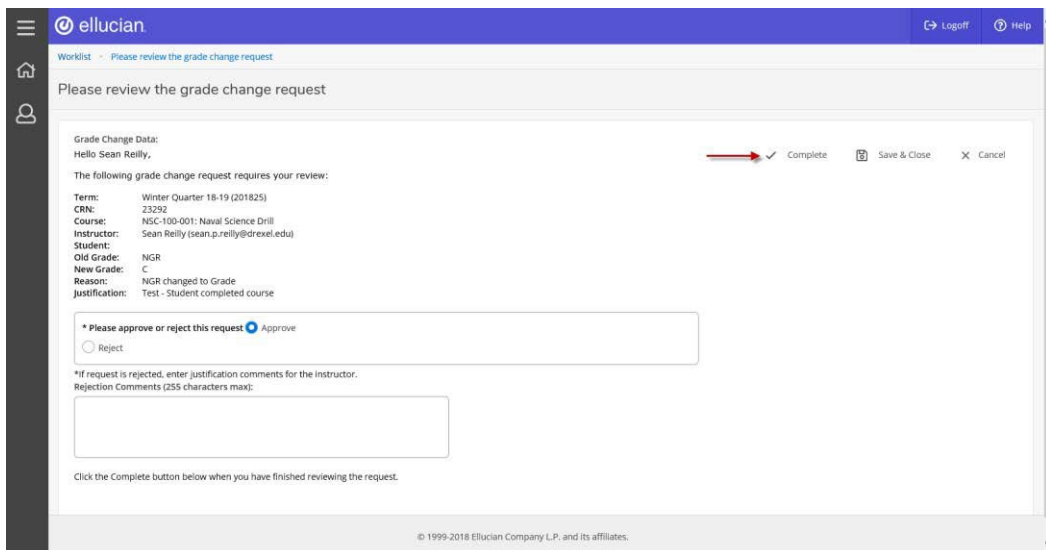 ellucian.
Logoff
Help
Worklist · Please review the grade change request
Please review the grade change request
Grade Change Data:
Hello Sean Reilly,
Complete
Save & Close
Cancel
The following grade change request requires your review:
Term: Winter Quarter 18-19 (201825)
CRN: 23292
Course: NSC-100-001: Naval Science Drill
Instructor: Sean Reilly (sean.p.reilly@drexel.edu)
Student:
Old Grade: NGR
New Grade: C
Reason: NGR changed to Grade
Justification: Test - Student completed course
* Please approve or reject this request Approve
Reject
*If request is rejected, enter justification comments for the instructor.
Rejection Comments (255 characters max):
Click the Complete button below when you have finished reviewing the request.
© 1999-2018 Ellucian Company L.P. and its affiliates.